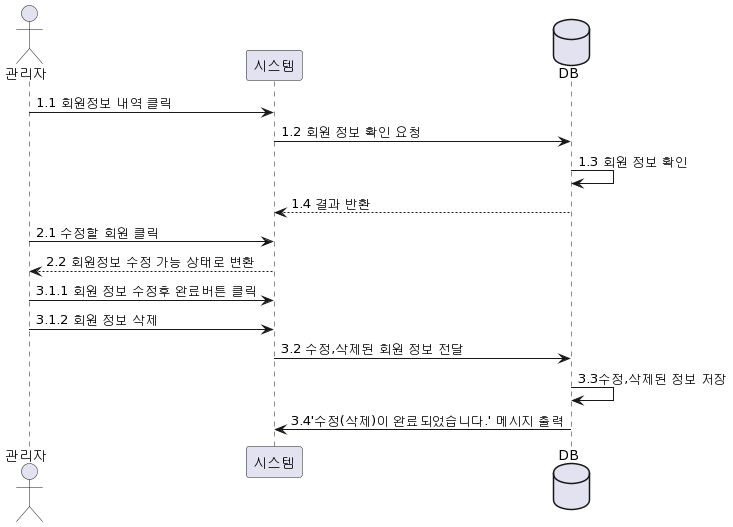 관리자
시스템
DB
1.1 회원정보 내역 클릭
1.2 회원 정보 확인 요청
1.3 회원 정보 확인
1.4 결과 반환
2.1 수정할 회원 클릭
2.2 회원정보 수정 가능 상태로 변환
3.1.1 회원 정보 수정후 완료버튼 클릭
3.1.2 회원 정보 삭제
3.2 수정,삭제된 회원 정보 전달
3.3수정,삭제된 정보 저장
3.4'수정(삭제)이 완료되었습니다.' 메시지 출력
관리자
시스템
DB